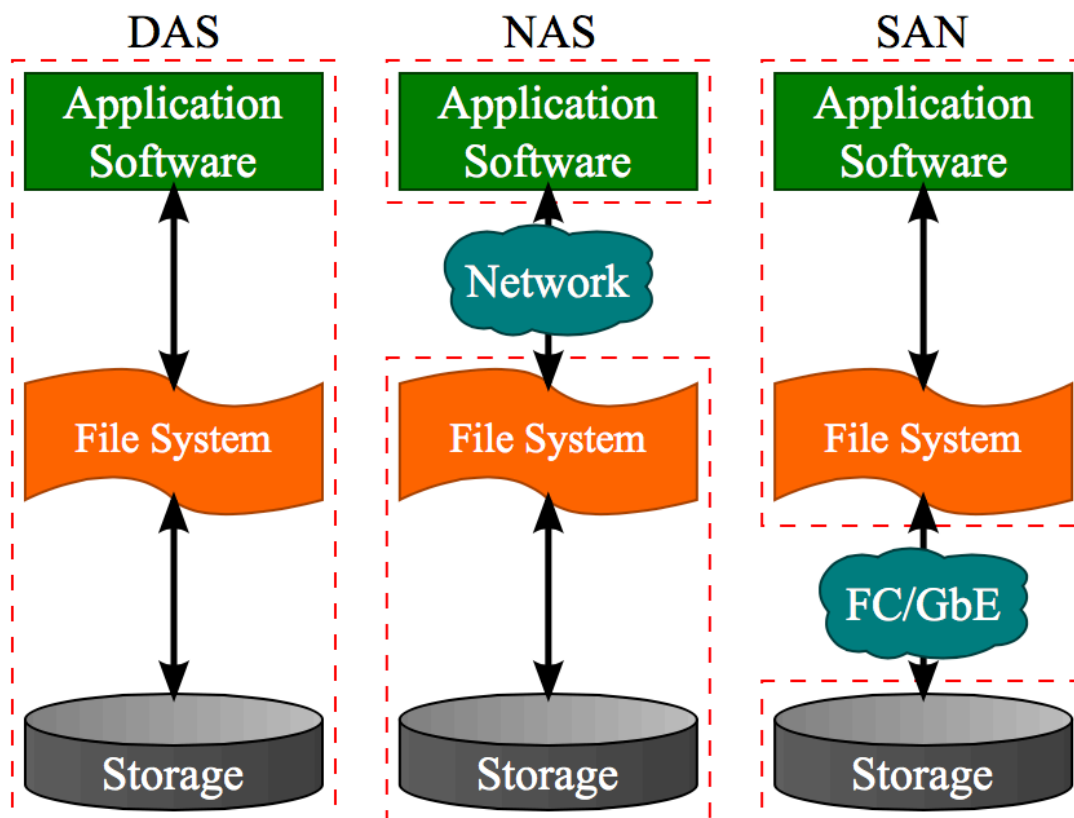 DAS
Application
Software
File System
Storage
NAS
Application
Software
Network
File System
Storage
SAN
Application
Software
File System
FC/GbE
Storage